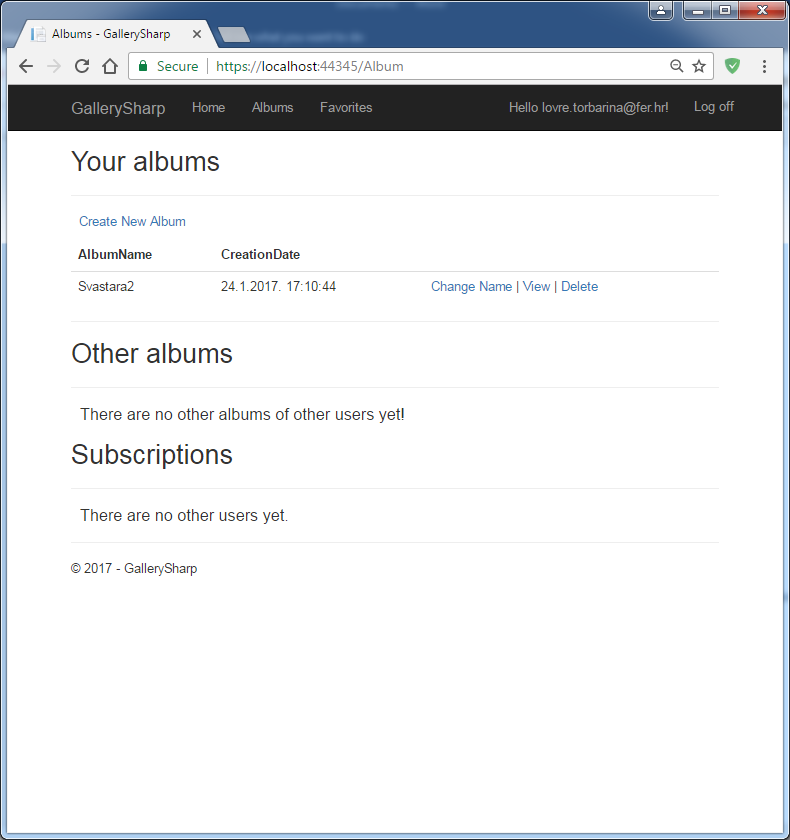 Albums - GallerySharp
Secure https://localhost:44345/Album
GallerySharp Home Albums Favorites Hello lovre.torbarina@fer.hr! Log off
Your albums
Create New Album
AlbumName CreationDate
Svastara2 24.1.2017. 17:10:44 Change Name | View | Delete
Other albums
There are no other albums of other users yet!
Subscriptions
There are no other users yet.
© 2017 - GallerySharp